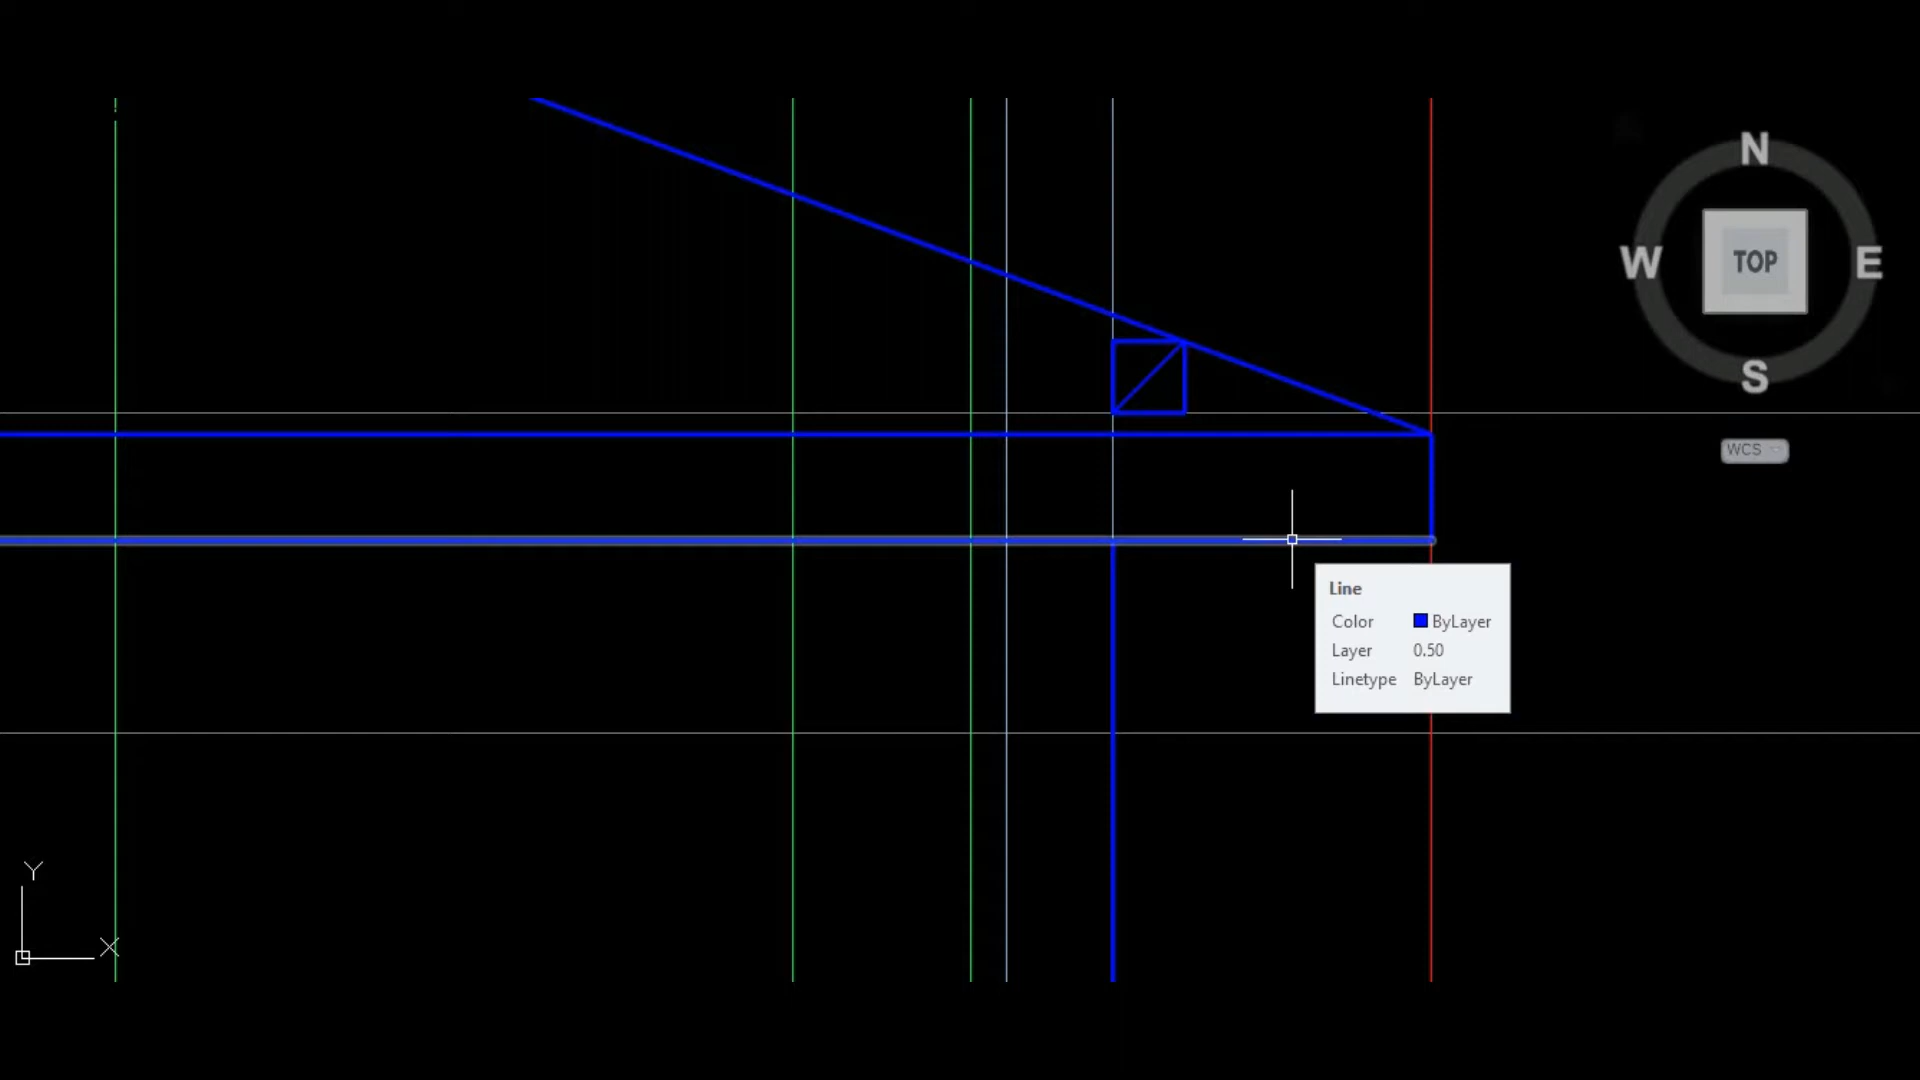 N
W TOP E
S
WCS
Line
Color ByLayer
Layer 0.50
Linetype ByLayer
Y
X